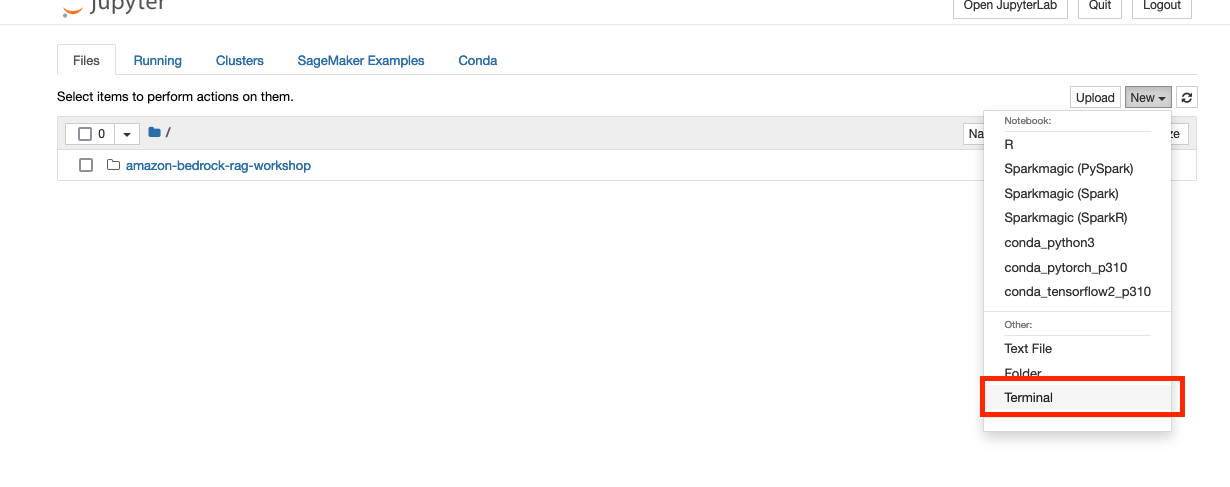 jupyter
Open JupyterLab Quit Logout
Files Running Clusters SageMaker Examples Conda
Select items to perform actions on them.
Upload New
0 /
amazon-bedrock-rag-workshop
Notebook:
R
Sparkmagic (PySpark)
Sparkmagic (Spark)
Sparkmagic (SparkR)
conda_python3
conda_pytorch_p310
conda_tensorflow2_p310
Other:
Text File
Folder
Terminal